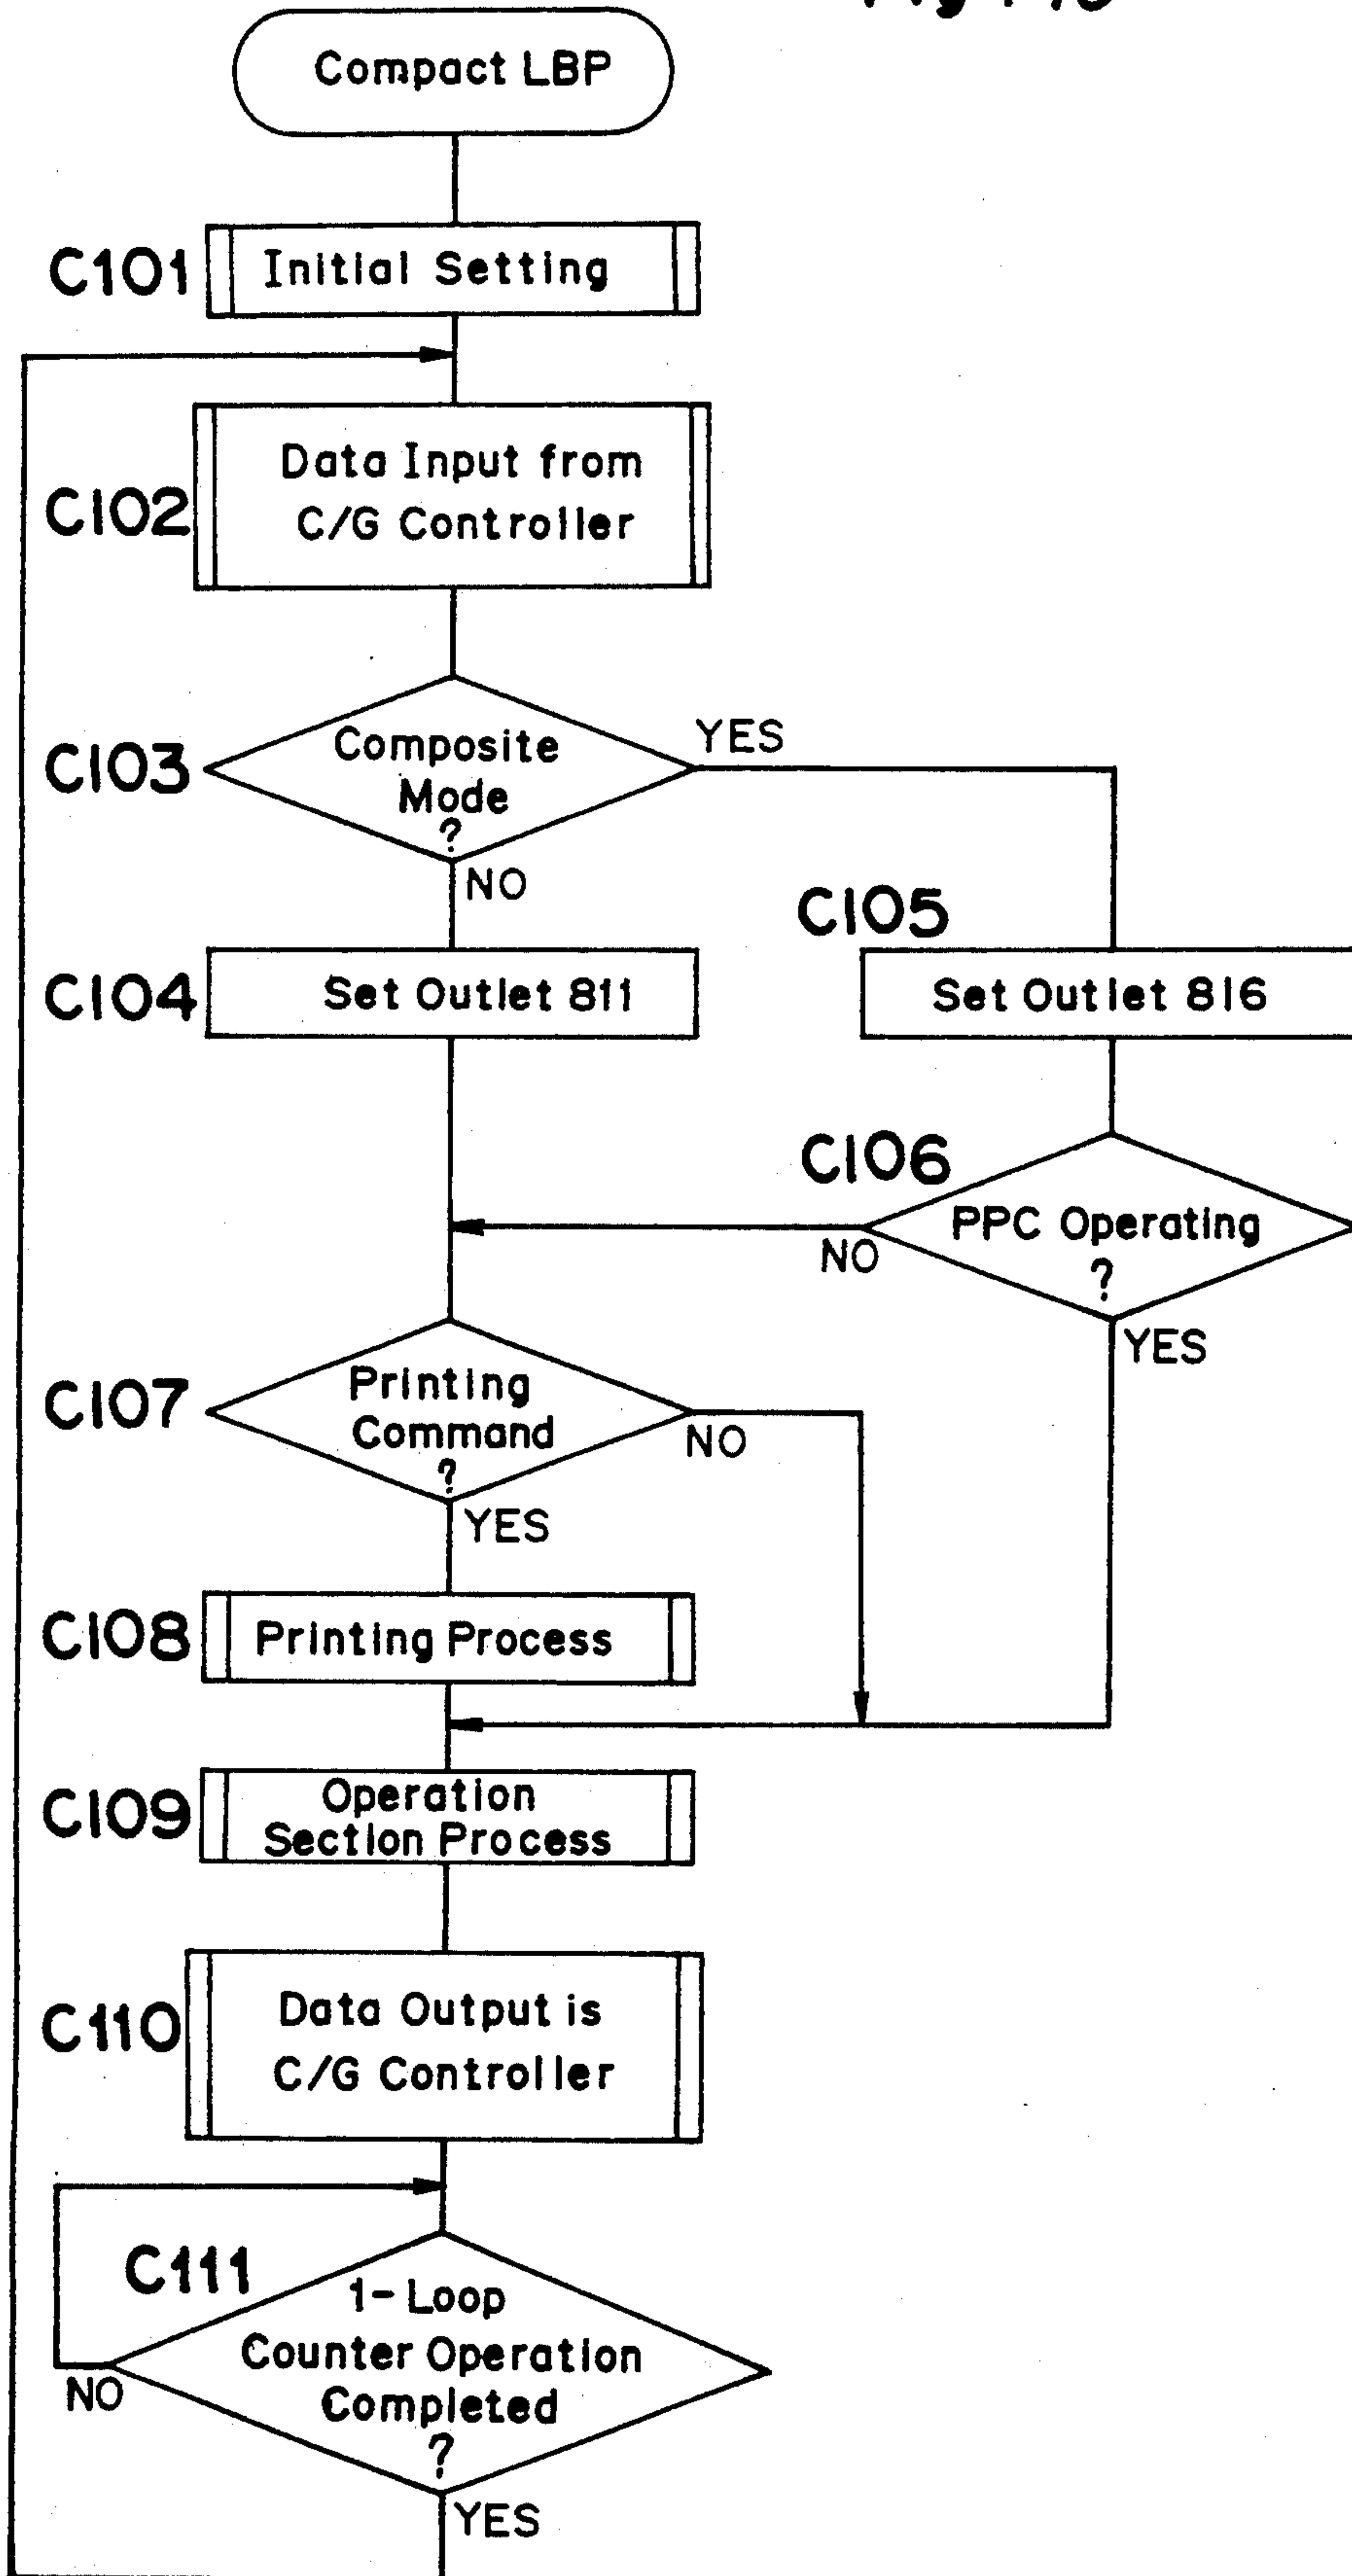 Compact LBP
C101
Initial Setting
C102
Data Input from
C/G Controller
C103
Composite
Mode
?
YES
NO
C105
C104
Set Outlet 811
Set Outlet 816
C106
PPC Operating
?
NO
YES
C107
Printing
Command
?
NO
YES
C108
Printing Process
C109
Operation
Section Process
C110
Data Output is
C/G Controller
C111
1-Loop
Counter Operation
Completed
?
NO
YES